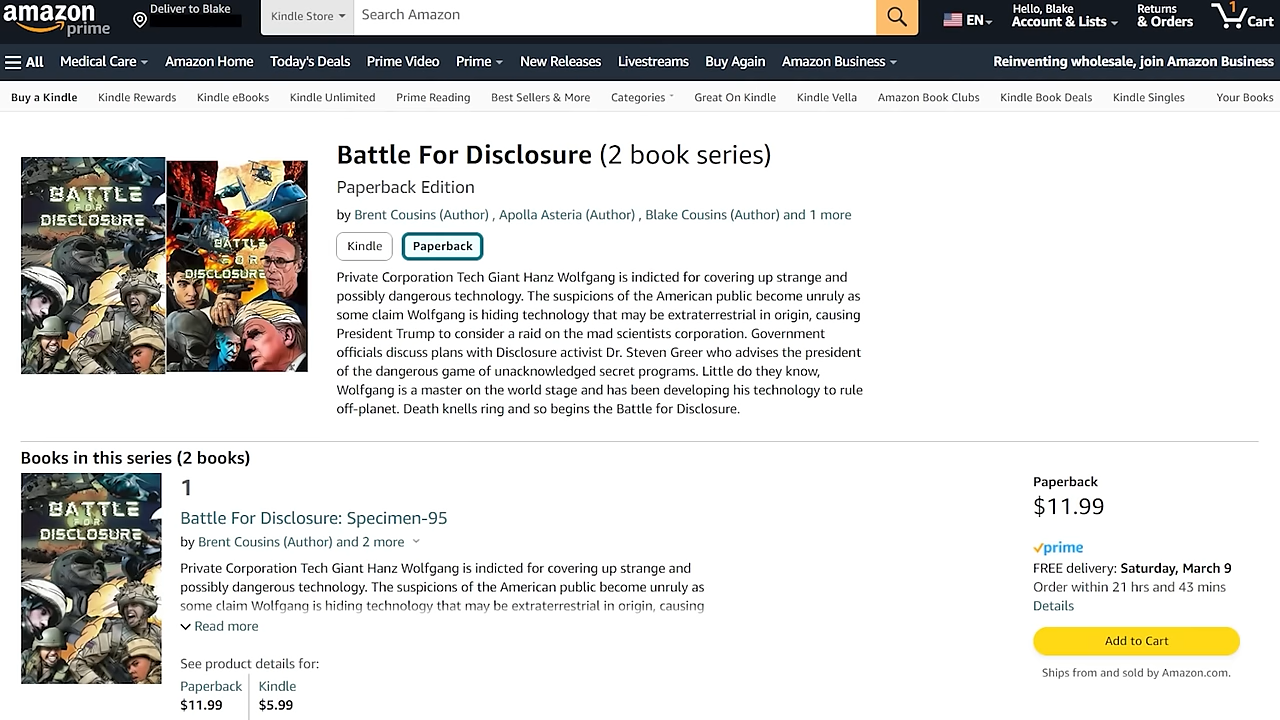 amazon
prime
Deliver to Blake
Kindle Store
Search Amazon
EN
Hello, Blake
Account & Lists
Returns
& Orders
1
Cart
All
Medical Care
Amazon Home
Today's Deals
Prime Video
Prime
New Releases
Livestreams
Buy Again
Amazon Business
Reinventing wholesale, join Amazon Business
Buy a Kindle
Kindle Rewards
Kindle eBooks
Kindle Unlimited
Prime Reading
Best Sellers & More
Categories
Great On Kindle
Kindle Vella
Amazon Book Clubs
Kindle Book Deals
Kindle Singles
Your Books
BATTLE
FOR
DISCLOSURE
BATTLE
FOR
DISCLOSURE
Battle For Disclosure (2 book series)
Paperback Edition
by Brent Cousins (Author) , Apolla Asteria (Author) , Blake Cousins (Author) and 1 more
Kindle
Paperback
Private Corporation Tech Giant Hanz Wolfgang is indicted for covering up strange and
possibly dangerous technology. The suspicions of the American public become unruly as
some claim Wolfgang is hiding technology that may be extraterrestrial in origin, causing
President Trump to consider a raid on the mad scientists corporation. Government
officials discuss plans with Disclosure activist Dr. Steven Greer who advises the president
of the dangerous game of unacknowledged secret programs. Little do they know,
Wolfgang is a master on the world stage and has been developing his technology to rule
off-planet. Death knells ring and so begins the Battle for Disclosure.
Books in this series (2 books)
BATTLE
FOR
DISCLOSURE
1
Battle For Disclosure: Specimen-95
by Brent Cousins (Author) and 2 more
Private Corporation Tech Giant Hanz Wolfgang is indicted for covering up strange and
possibly dangerous technology. The suspicions of the American public become unruly as
some claim Wolfgang is hiding technology that may be extraterrestrial in origin, causing
Read more
See product details for:
Paperback
$11.99
Kindle
$5.99
Paperback
$11.99
prime
FREE delivery: Saturday, March 9
Order within 21 hrs and 43 mins
Details
Add to Cart
Ships from and sold by Amazon.com.